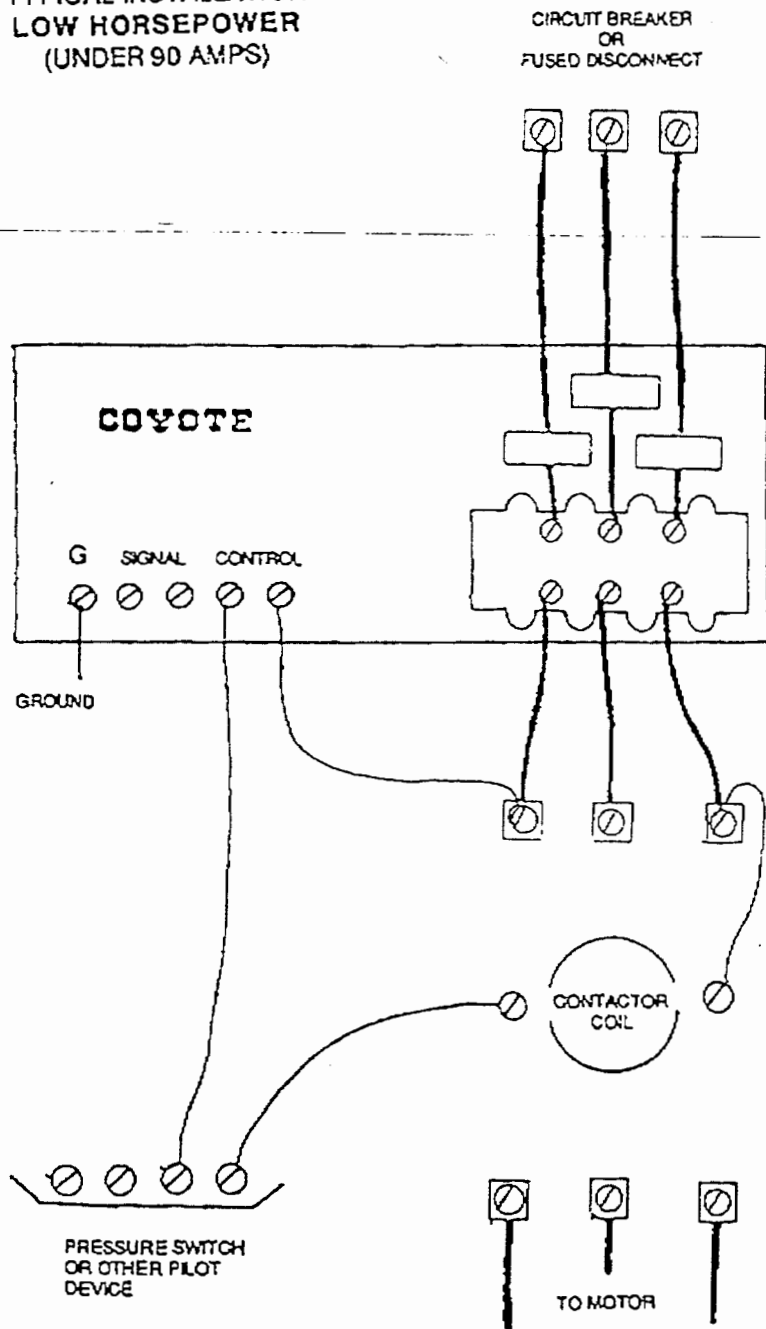 LOW HORSEPOWER
(UNDER 90 AMPS)
CIRCUIT BREAKER
OR
FUSED DISCONNECT
COYOTE
G SIGNAL CONTROL
GROUND
CONTACTOR
COIL
PRESSURE SWITCH
OR OTHER PILOT
DEVICE
TO MOTOR